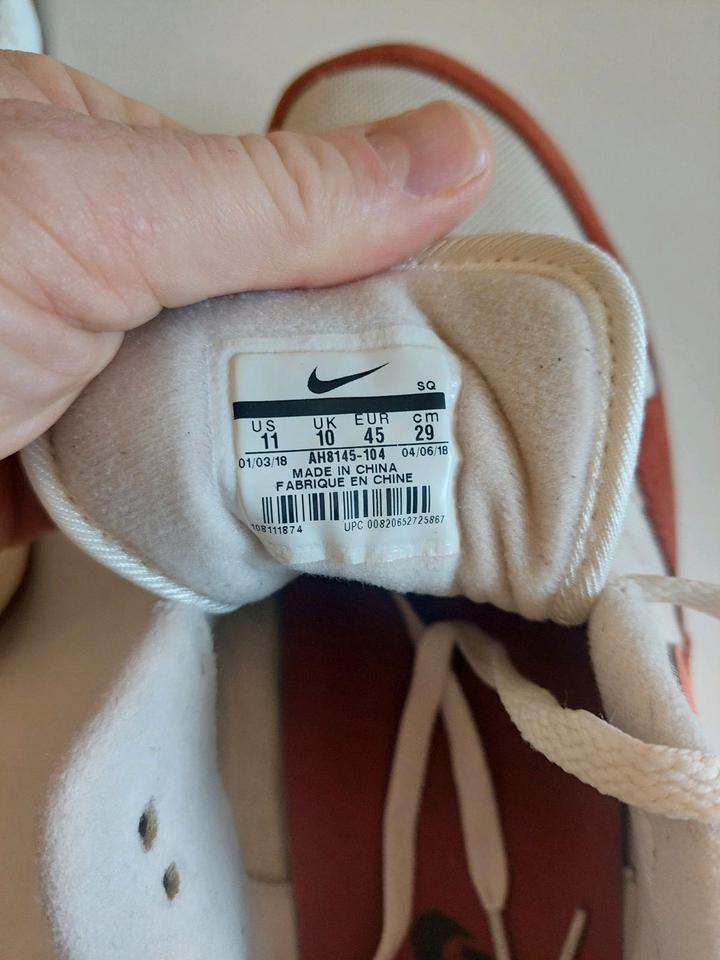 SQ
US UK EUR cm
11 10 45 29
01/03/18 AH8145-104 04/06/18
MADE IN CHINA
FABRIQUE EN CHINE
UPC 00820652725867